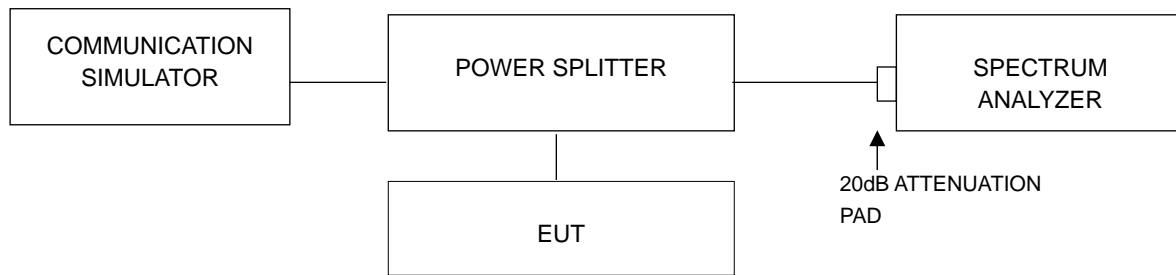 COMMUNICATION
SIMULATOR
POWER SPLITTER
SPECTRUM
ANALYZER
20dB ATTENUATION
PAD
EUT